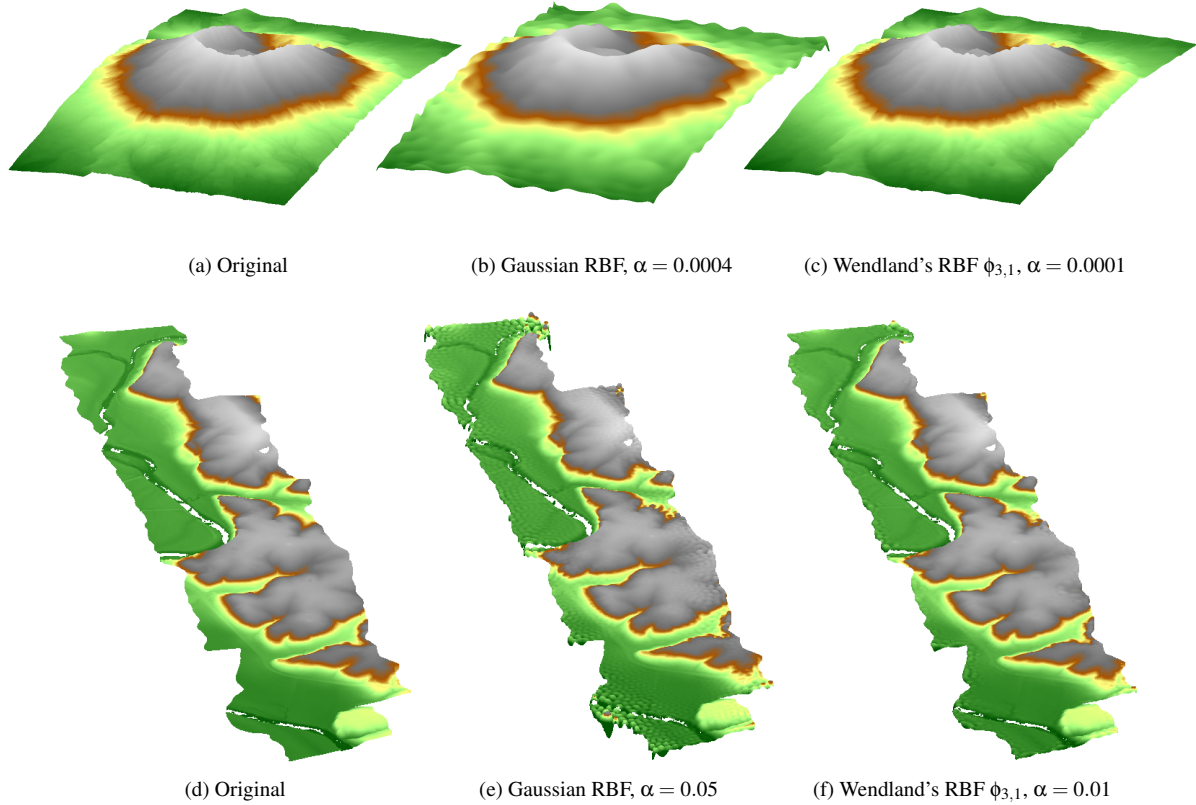 (a) Original
(b) Gaussian RBF, α = 0.0004
(c) Wendland's RBF ϕ3,1, α = 0.0001
(d) Original
(e) Gaussian RBF, α = 0.05
(f) Wendland's RBF ϕ3,1, α = 0.01